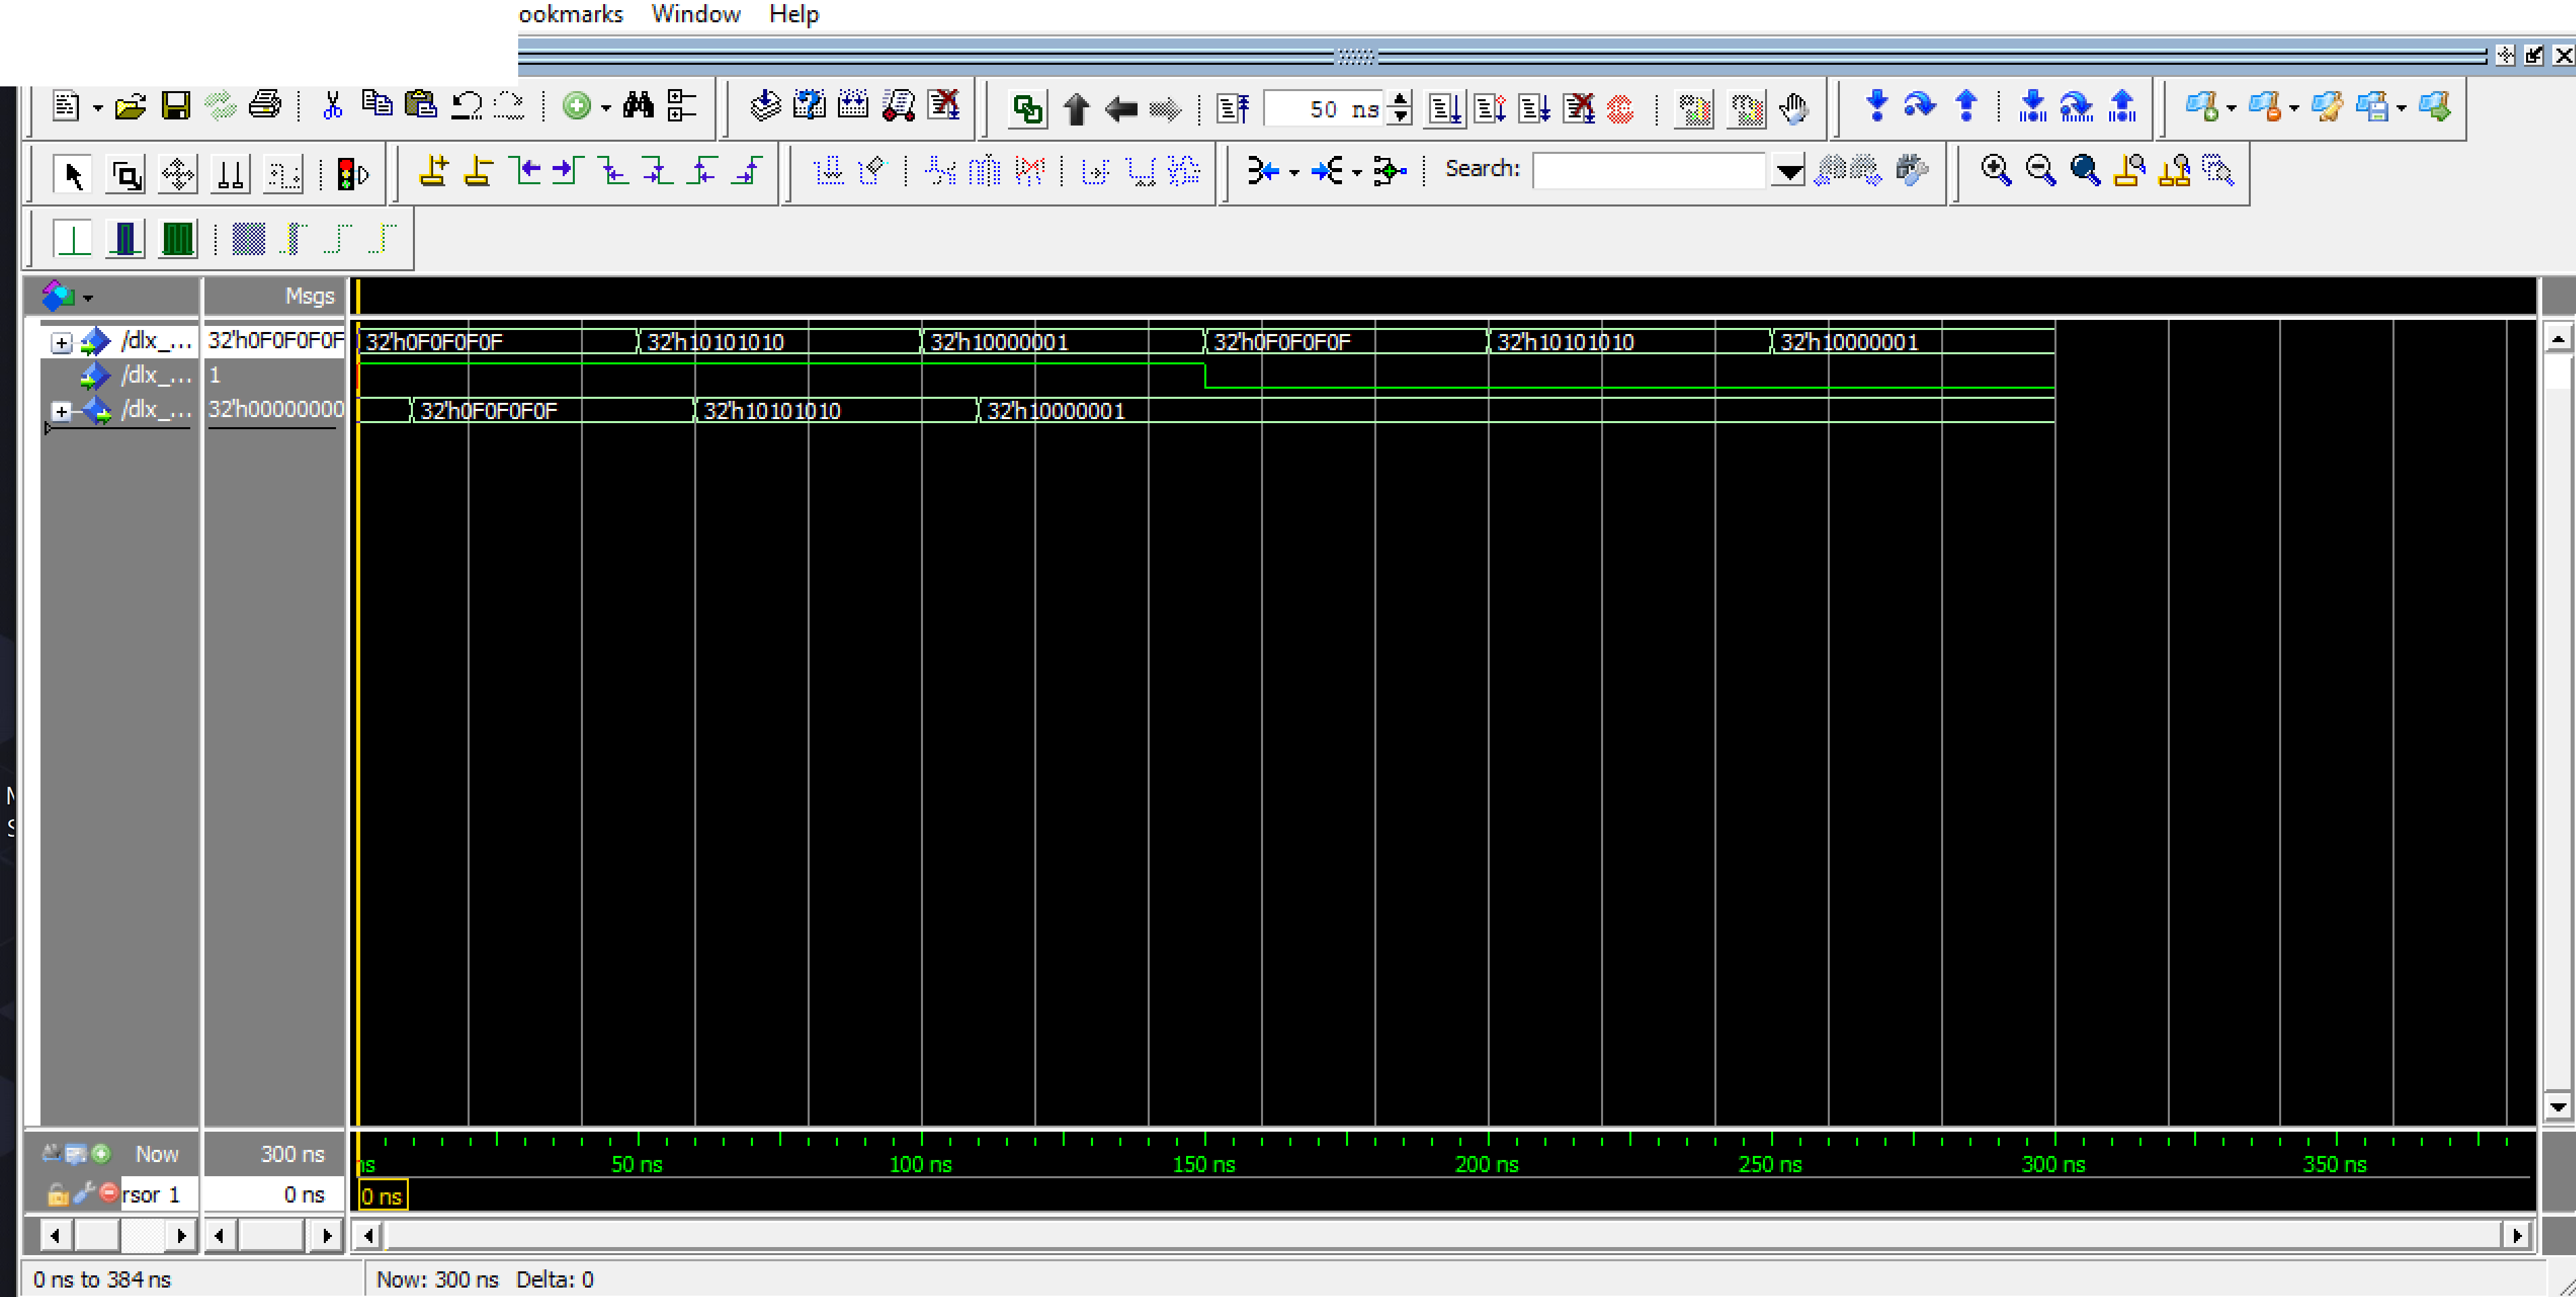 ookmarks Window Help
50 ns
Search:
Msgs
/dlx_... 32'h0F0F0F0F 32'h0F0F0F0F 32'h10101010 32'h10000001 32'h0F0F0F0F 32'h10101010 32'h10000001
/dlx_... 1
/dlx_... 32'h00000000 32'h0F0F0F0F 32'h10101010 32'h10000001
Now 300 ns ns 50 ns 100 ns 150 ns 200 ns 250 ns 300 ns 350 ns
rsor 1 0 ns 0 ns
0 ns to 384 ns Now: 300 ns Delta: 0